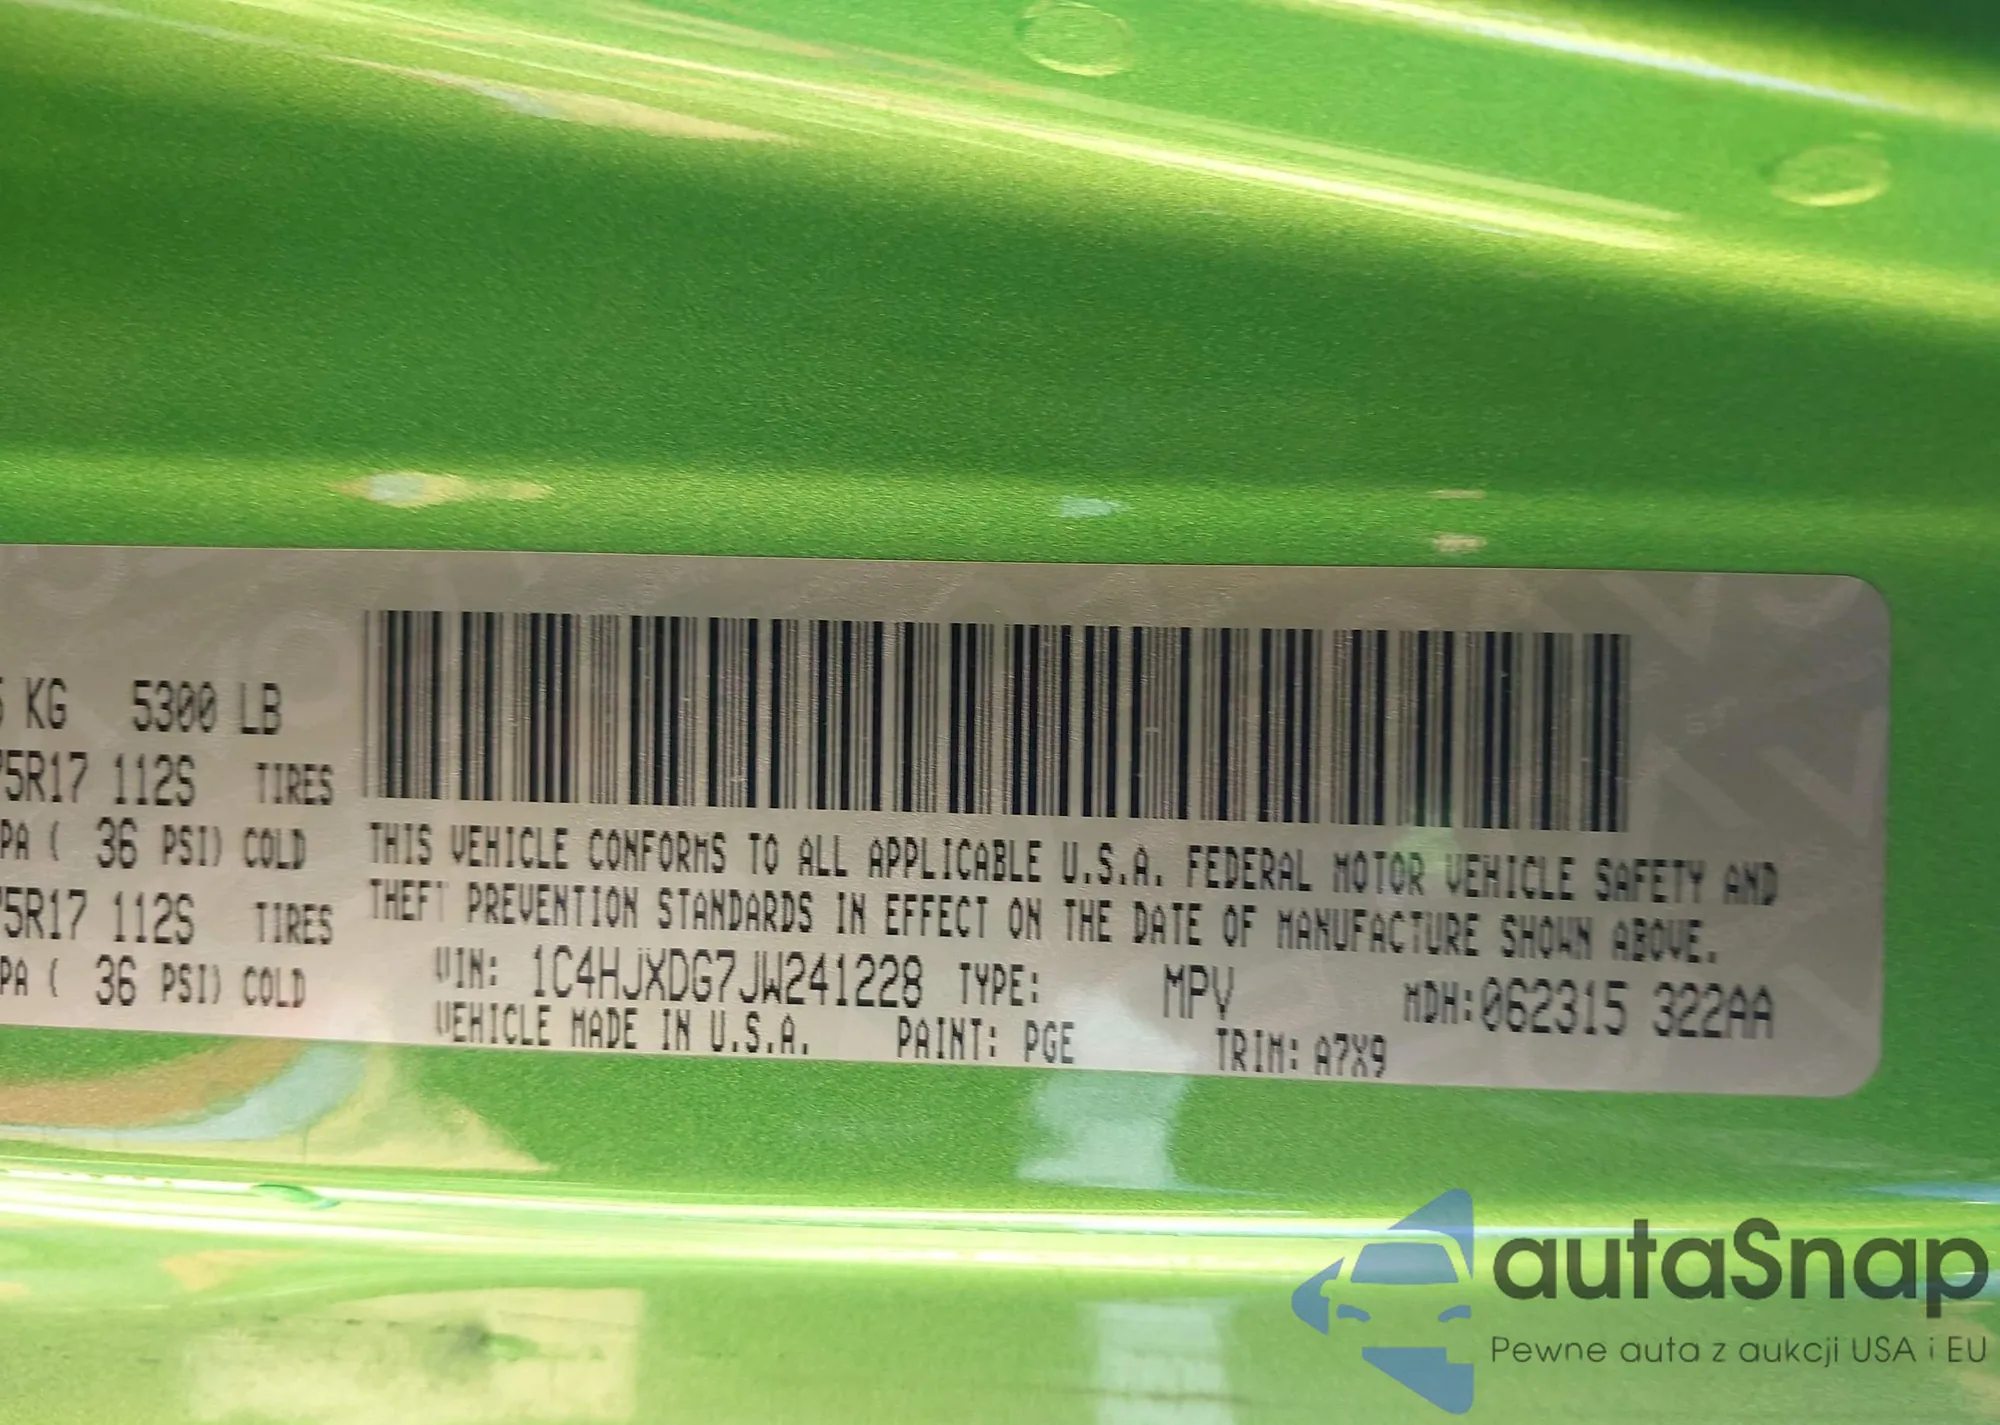 KG 5300 LB
75R17 112S TIRES
PA ( 36 PSI) COLD
75R17 112S TIRES
PA ( 36 PSI) COLD
THIS VEHICLE CONFORMS TO ALL APPLICABLE U.S.A. FEDERAL MOTOR VEHICLE SAFETY AND
THEFT PREVENTION STANDARDS IN EFFECT ON THE DATE OF MANUFACTURE SHOWN ABOVE.
VIN: 1C4HJXDG7JW241228 TYPE: MPV MDH:062315 322AA
VEHICLE MADE IN U.S.A. PAINT: PGE TRIM: A7X9
autaSnap
Pewne auta z aukcji USA i EU